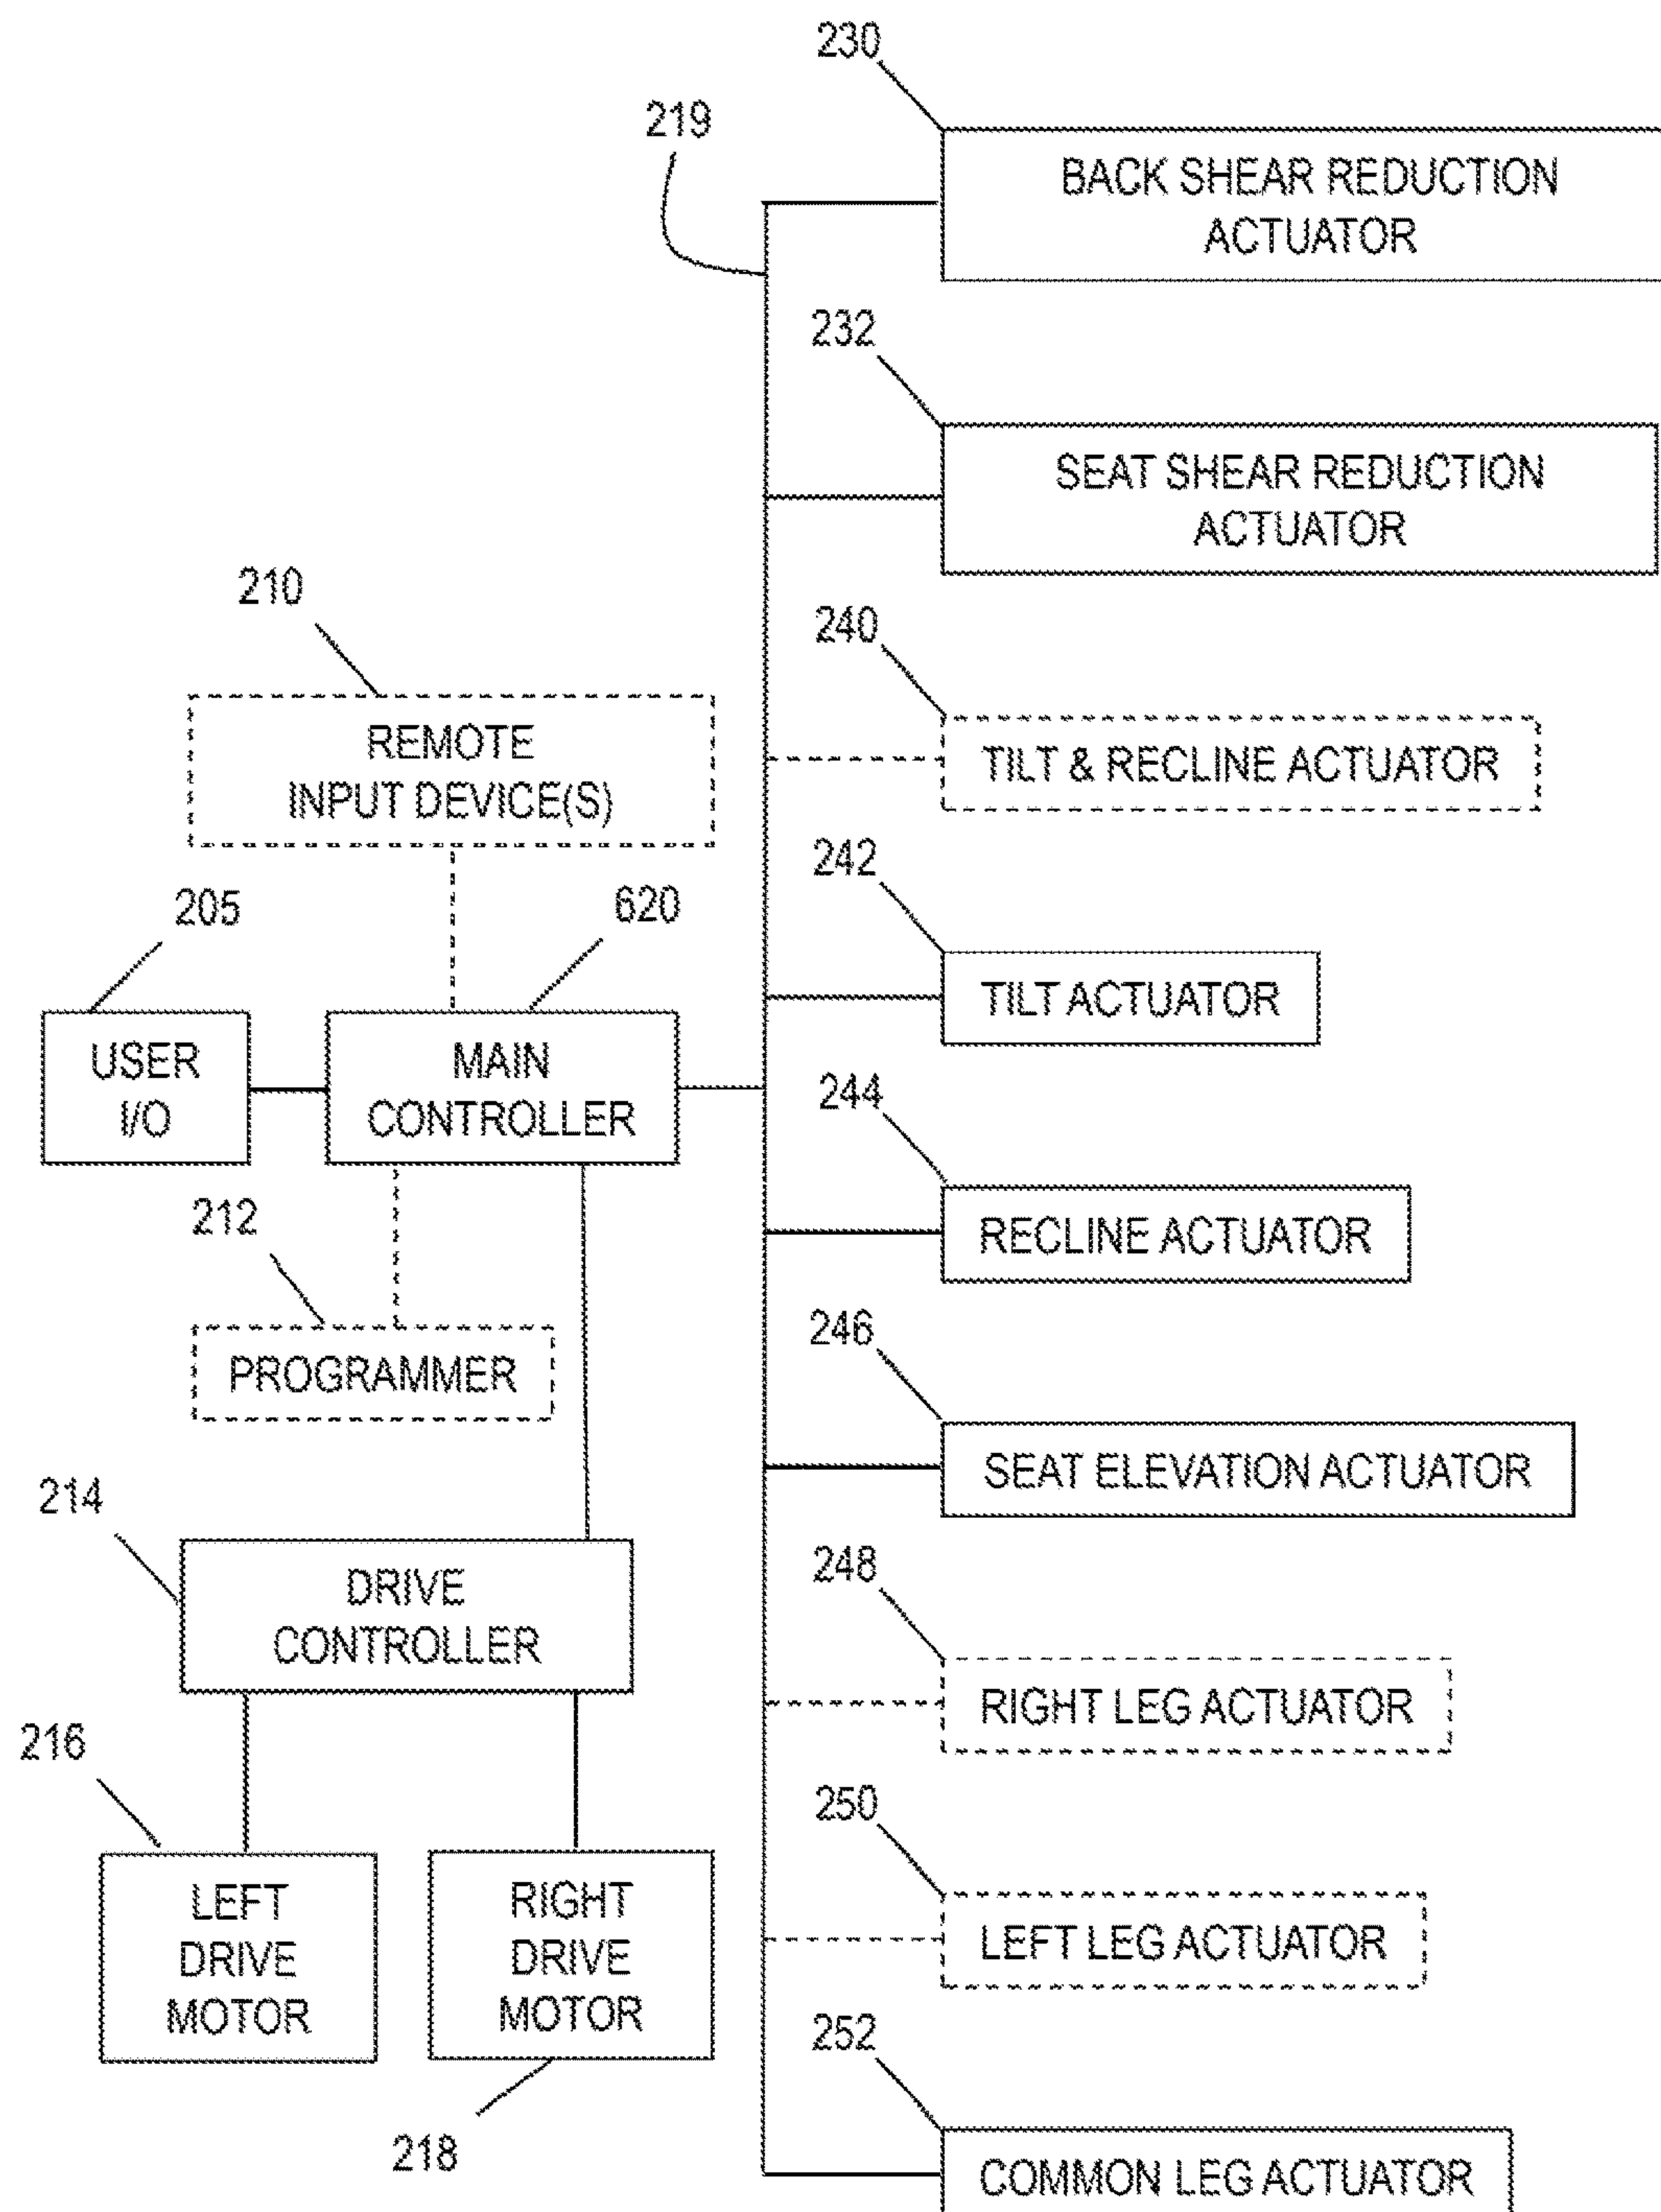 230
219
BACK SHEAR REDUCTION
ACTUATOR
232
SEAT SHEAR REDUCTION
ACTUATOR
210
240
REMOTE
INPUT DEVICE(S)
TILT & RECLINE ACTUATOR
242
205
620
TILT ACTUATOR
USER
I/O
MAIN
CONTROLLER
244
212
RECLINE ACTUATOR
PROGRAMMER
246
SEAT ELEVATION ACTUATOR
214
248
DRIVE
CONTROLLER
RIGHT LEG ACTUATOR
216
250
LEFT
DRIVE
MOTOR
RIGHT
DRIVE
MOTOR
LEFT LEG ACTUATOR
252
218
COMMON LEG ACTUATOR